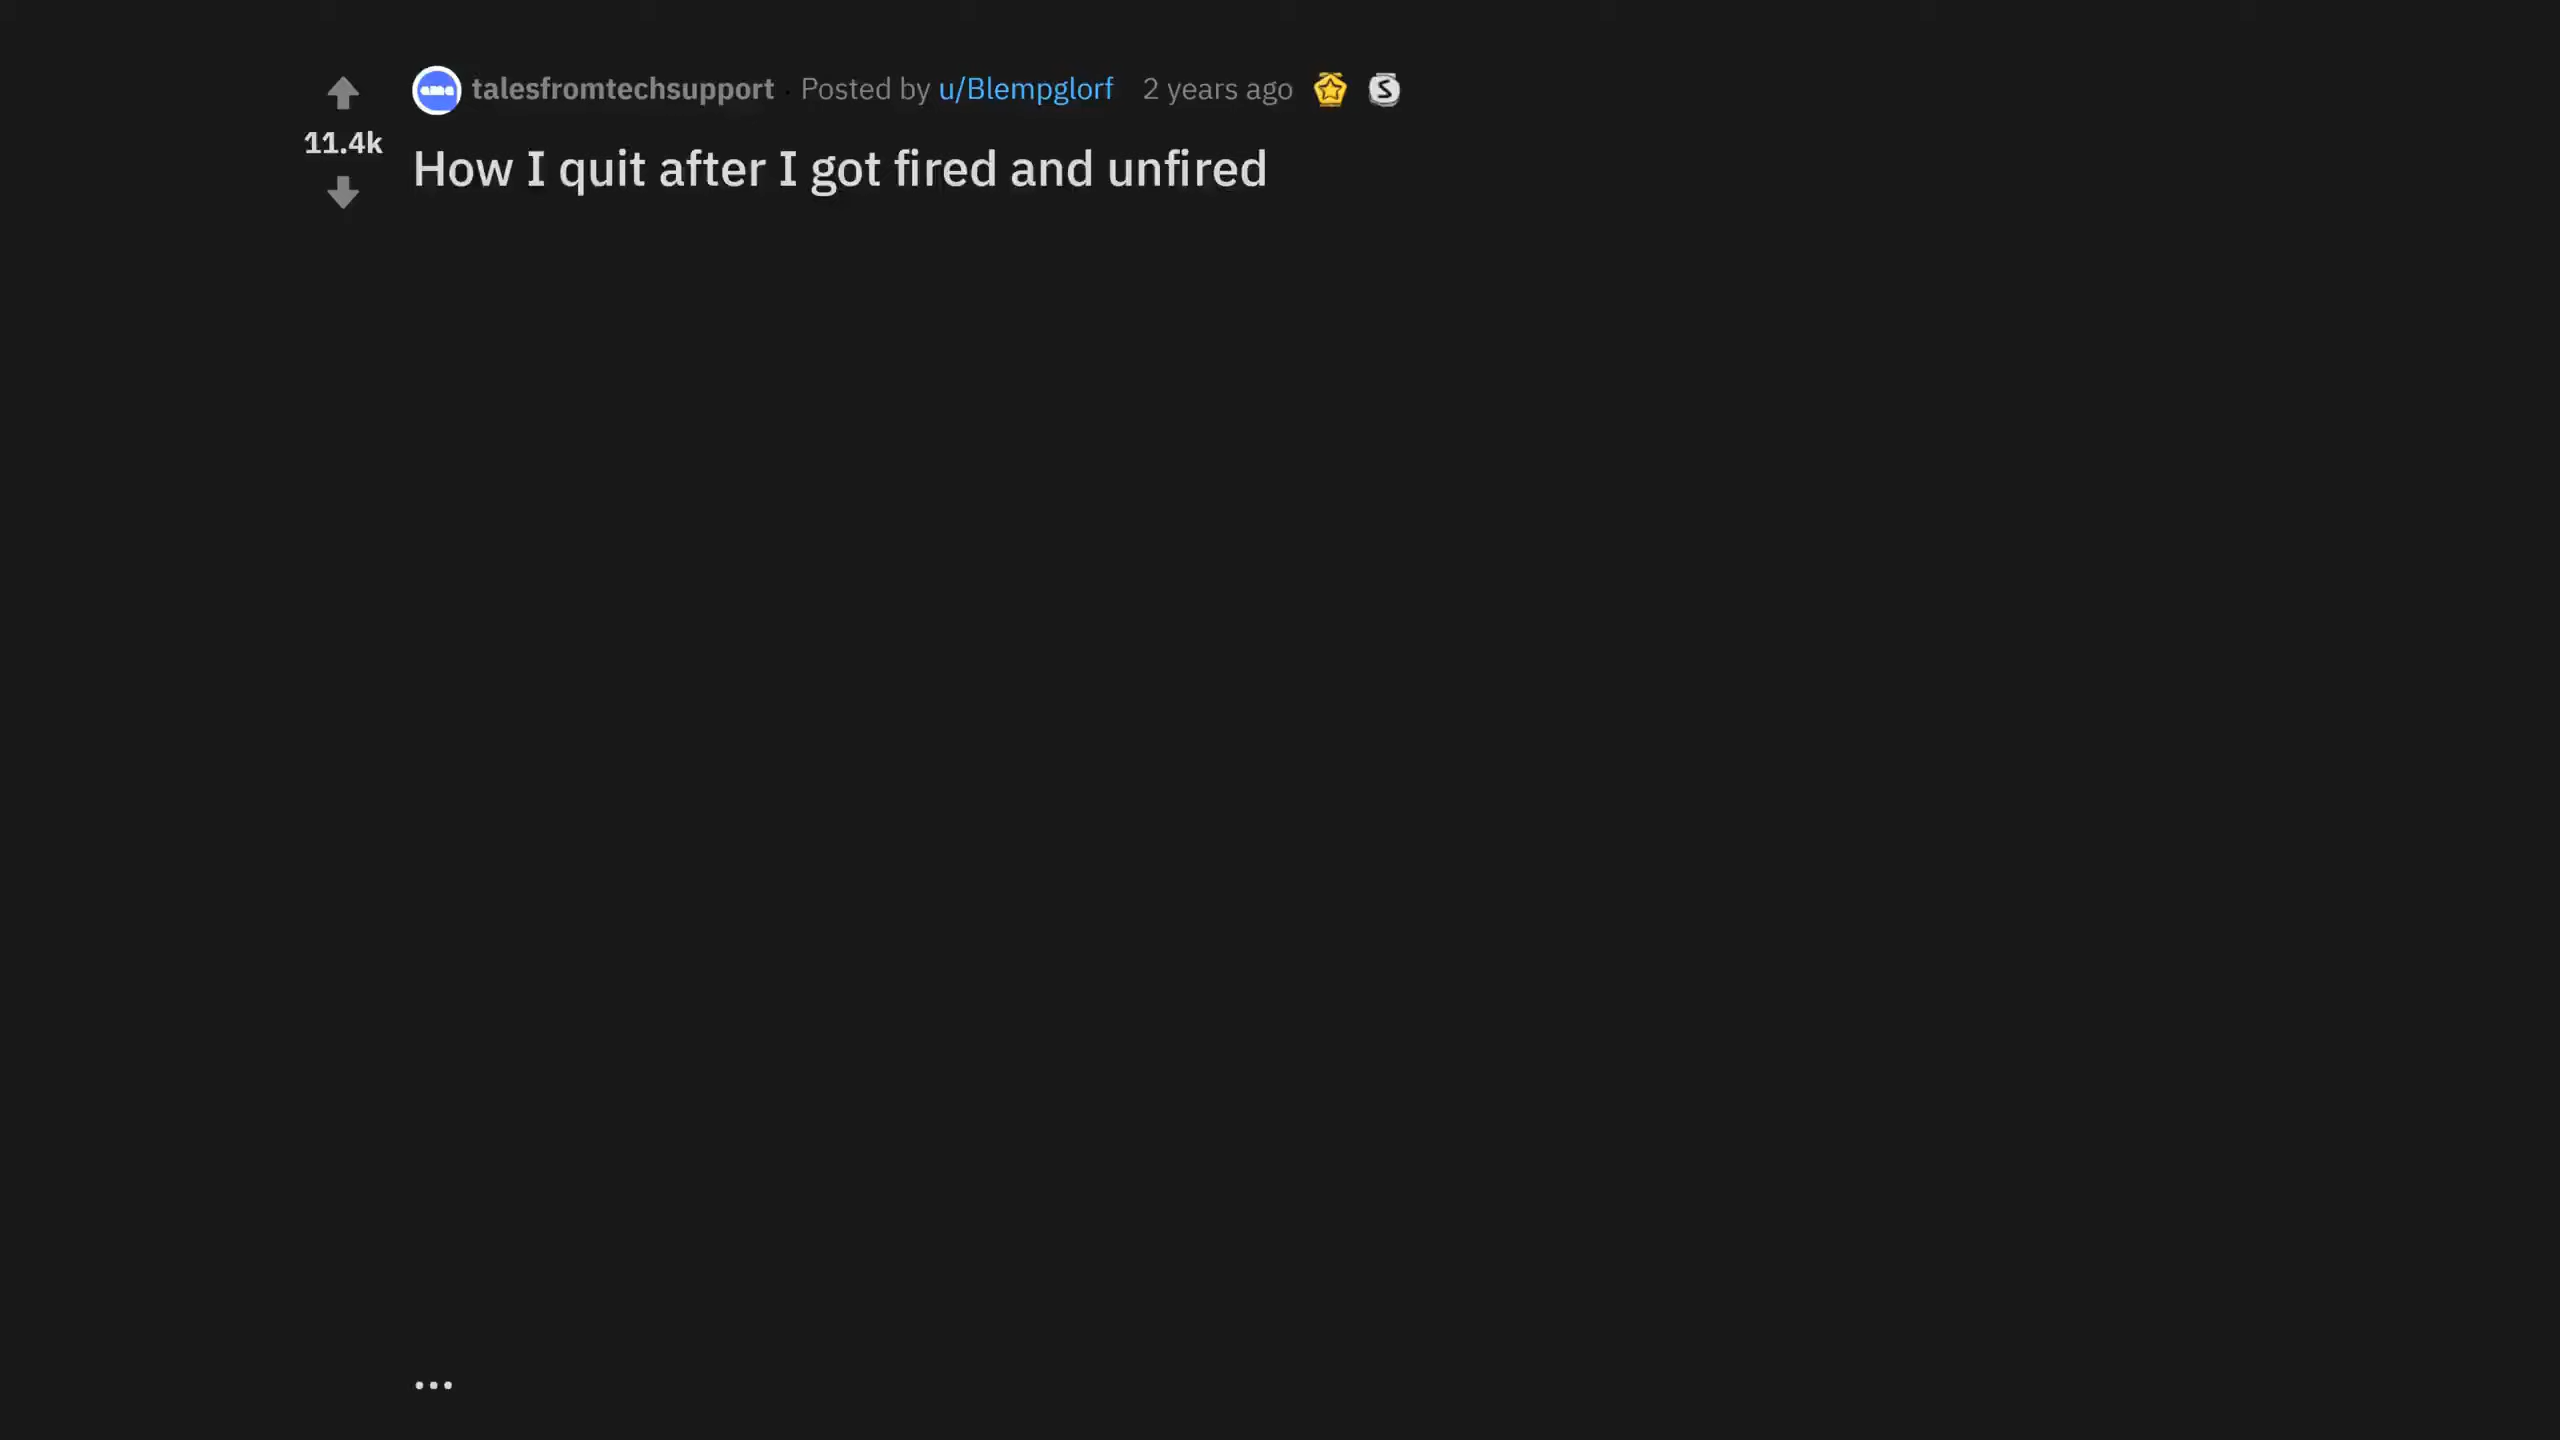 talesfromtechsupport · Posted by u/Blempglorf 2 years ago
11.4k
How I quit after I got fired and unfired
...